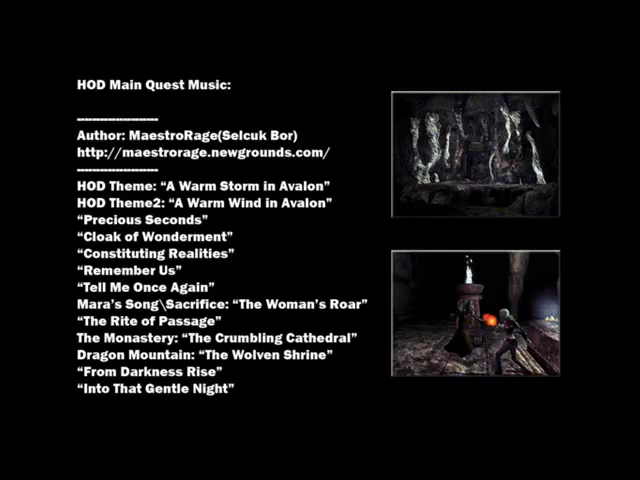 HOD Main Quest Music:
---------------------
Author: MaestroRage(Selcuk Bor)
http://maestrorage.newgrounds.com/
---------------------
HOD Theme: “A Warm Storm in Avalon”
HOD Theme2: “A Warm Wind in Avalon”
“Precious Seconds”
“Cloak of Wonderment”
“Constituting Realities”
“Remember Us”
“Tell Me Once Again”
Mara’s Song\Sacrifice: “The Woman’s Roar”
“The Rite of Passage”
The Monastery: “The Crumbling Cathedral”
Dragon Mountain: “The Wolven Shrine”
“From Darkness Rise”
“Into That Gentle Night”